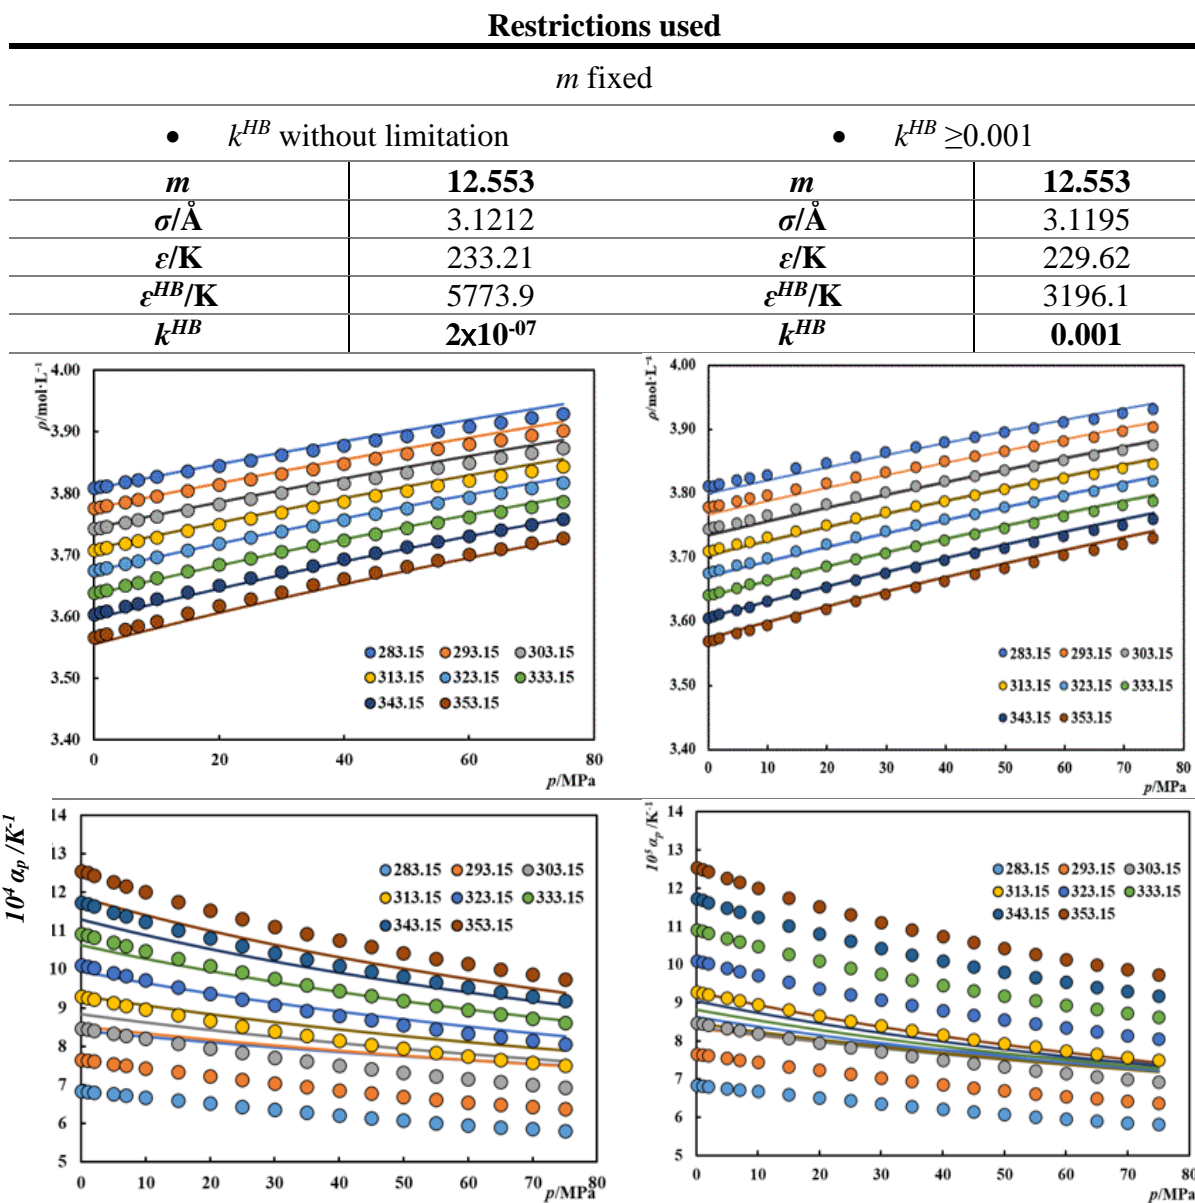 Restrictions used
m fixed
• k^HB without limitation • k^HB ≥0.001
m 12.553 m 12.553
σ/Å 3.1212 σ/Å 3.1195
ε/K 233.21 ε/K 229.62
ε^HB/K 5773.9 ε^HB/K 3196.1
k^HB 2x10^-07 k^HB 0.001
ρ/mol·L⁻¹
4.00
3.90
3.80
3.70
3.60
3.50
3.40
283.15 293.15 303.15
313.15 323.15 333.15
343.15 353.15
0 20 40 60 80
p/MPa
ρ/mol·L⁻¹
4.00
3.90
3.80
3.70
3.60
3.50
3.40
283.15 293.15 303.15
313.15 323.15 333.15
343.15 353.15
0 10 20 30 40 50 60 70 80
p/MPa
10^4 α_p /K^-1
14
13
12
11
10
9
8
7
6
5
283.15 293.15 303.15
313.15 323.15 333.15
343.15 353.15
0 10 20 30 40 50 60 70 80
p/MPa
10^5 α_p /K^-1
14
13
12
11
10
9
8
7
6
5
283.15 293.15 303.15
313.15 323.15 333.15
343.15 353.15
0 10 20 30 40 50 60 70 80
p/MPa